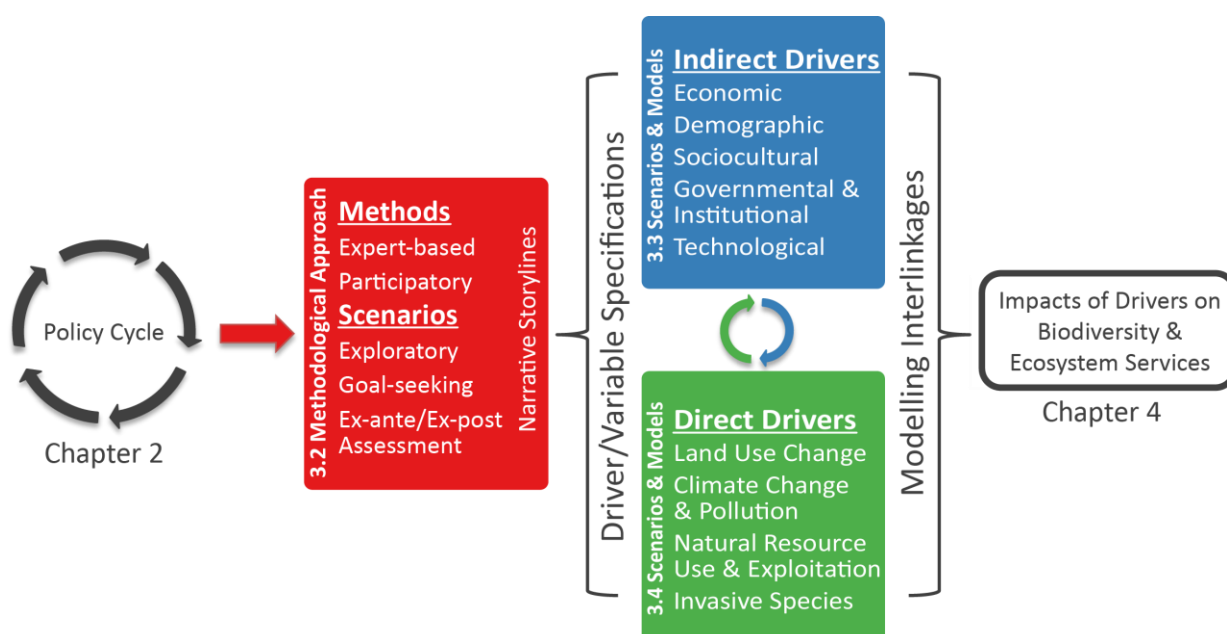 Policy Cycle
Chapter 2
3.2 Methodological Approach
Methods
Expert-based
Participatory
Scenarios
Exploratory
Goal-seeking
Ex-ante/Ex-post
Assessment
Narrative Storylines
Driver/Variable Specifications
3.3 Scenarios & Models
Indirect Drivers
Economic
Demographic
Sociocultural
Governmental &
Institutional
Technological
3.4 Scenarios & Models
Direct Drivers
Land Use Change
Climate Change
& Pollution
Natural Resource
Use & Exploitation
Invasive Species
Modelling Interlinkages
Impacts of Drivers on
Biodiversity &
Ecosystem Services
Chapter 4